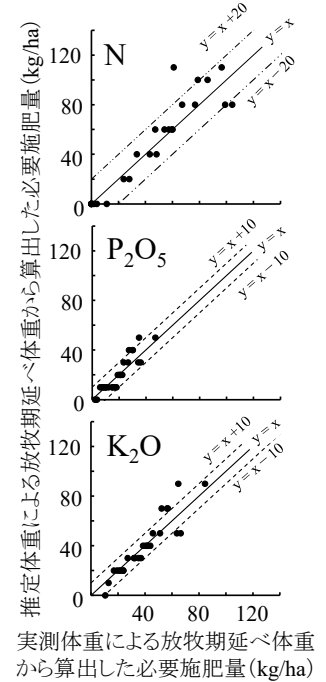 推定体重による放牧期延べ体重から算出した必要施肥量(kg/ha)
N
y = x+20
y = x
y = x−20
120
80
40
0
P2O5
y = x+10
y = x
y = x−10
120
80
40
0
K2O
y = x+10
y = x
y = x−10
120
80
40
0
40 80 120
実測体重による放牧期延べ体重
から算出した必要施肥量(kg/ha)